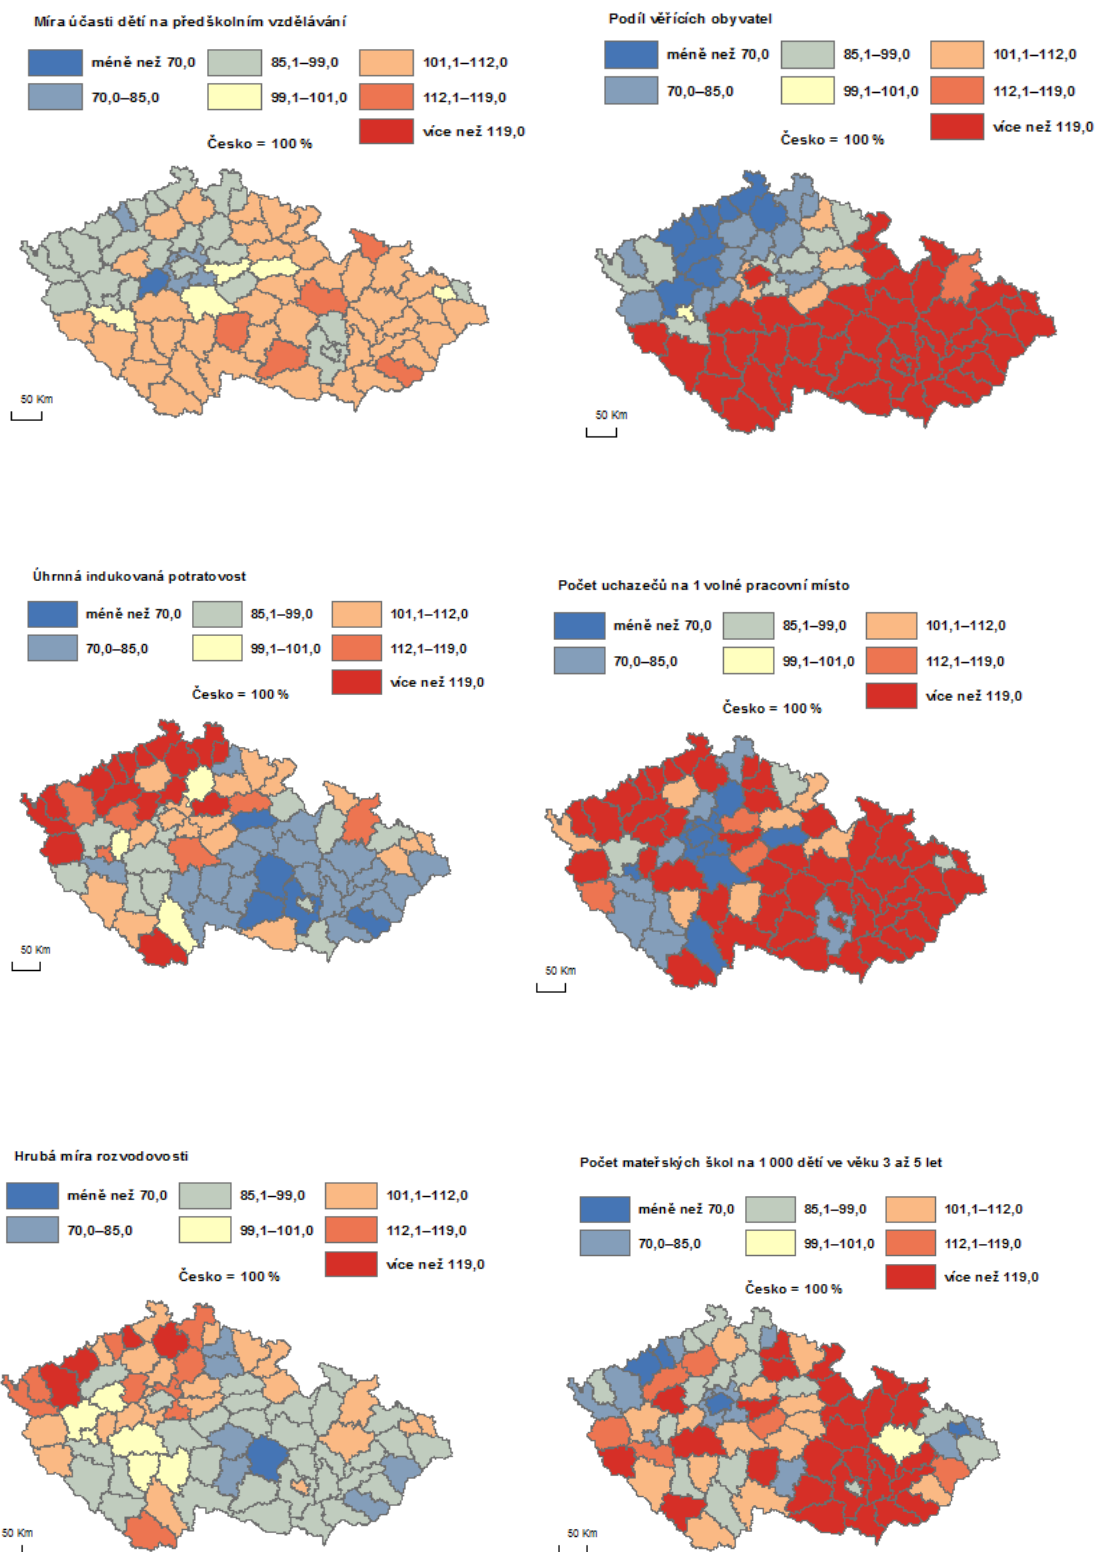 Míra účasti dětí na předškolním vzdělávání
méně než 70,0
85,1–99,0
101,1–112,0
70,0–85,0
99,1–101,0
112,1–119,0
více než 119,0
Česko = 100 %
50 Km
Podíl věřících obyvatel
méně než 70,0
85,1–99,0
101,1–112,0
70,0–85,0
99,1–101,0
112,1–119,0
více než 119,0
Česko = 100 %
50 Km
Úhrnná indukovaná potratovost
méně než 70,0
85,1–99,0
101,1–112,0
70,0–85,0
99,1–101,0
112,1–119,0
více než 119,0
Česko = 100 %
50 Km
Počet uchazečů na 1 volné pracovní místo
méně než 70,0
85,1–99,0
101,1–112,0
70,0–85,0
99,1–101,0
112,1–119,0
více než 119,0
Česko = 100 %
50 Km
Hrubá míra rozvodovosti
méně než 70,0
85,1–99,0
101,1–112,0
70,0–85,0
99,1–101,0
112,1–119,0
více než 119,0
Česko = 100 %
50 Km
Počet mateřských škol na 1 000 dětí ve věku 3 až 5 let
méně než 70,0
85,1–99,0
101,1–112,0
70,0–85,0
99,1–101,0
112,1–119,0
více než 119,0
Česko = 100 %
50 Km